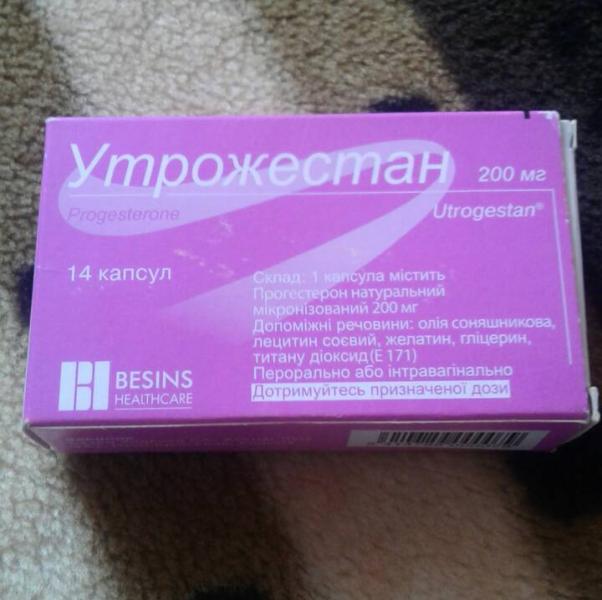 Утрожестан 200 мг
Progesterone Utrogestan®
14 капсул
Склад: 1 капсула містить
Прогестерон натуральний
мікронізований 200 мг
Допоміжні речовини: олія соняшникова,
лецитин соєвий, желатин, гліцерин,
титану діоксид (E 171)
Перорально або інтравагінально
Дотримуйтесь призначеної дози
BESINS
HEALTHCARE